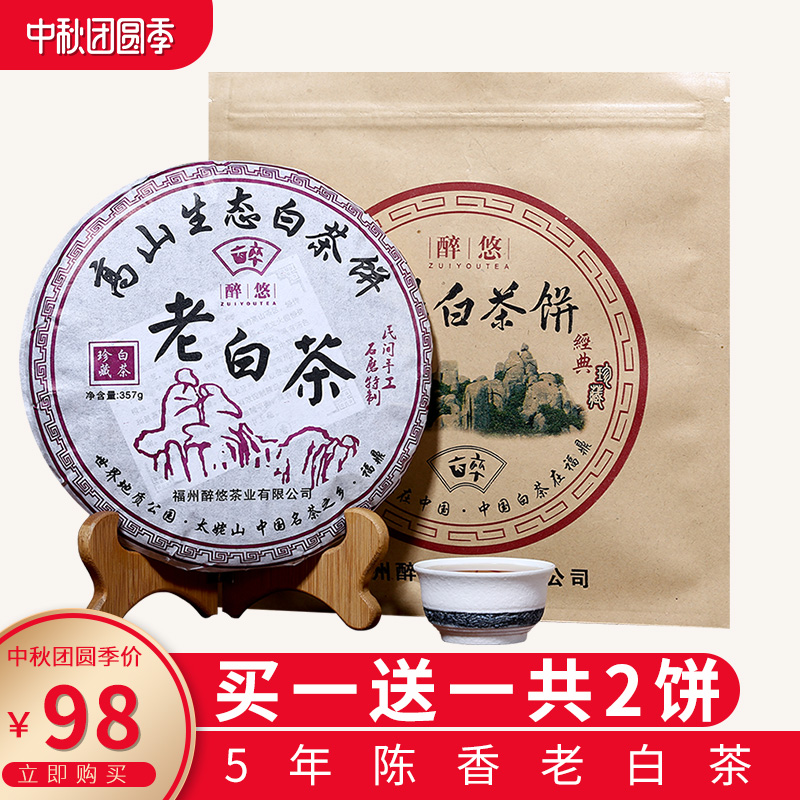 中秋团圆季
高山生态白茶饼
醉
醉悠
ZUIYOUTEA
老白茶
珍藏
白茶
净含量:357g
民间手工
石磨特制
福州醉悠茶业有限公司
世界地质公园·太姥山 中国名茶之乡·福鼎
醉悠
ZUIYOUTEA
白茶饼
經典
珍藏
醉
在中国·中国白茶在福鼎
州醉
公司
中秋团圆季价
¥98
立即购买
买一送一共2饼
5年陈香老白茶